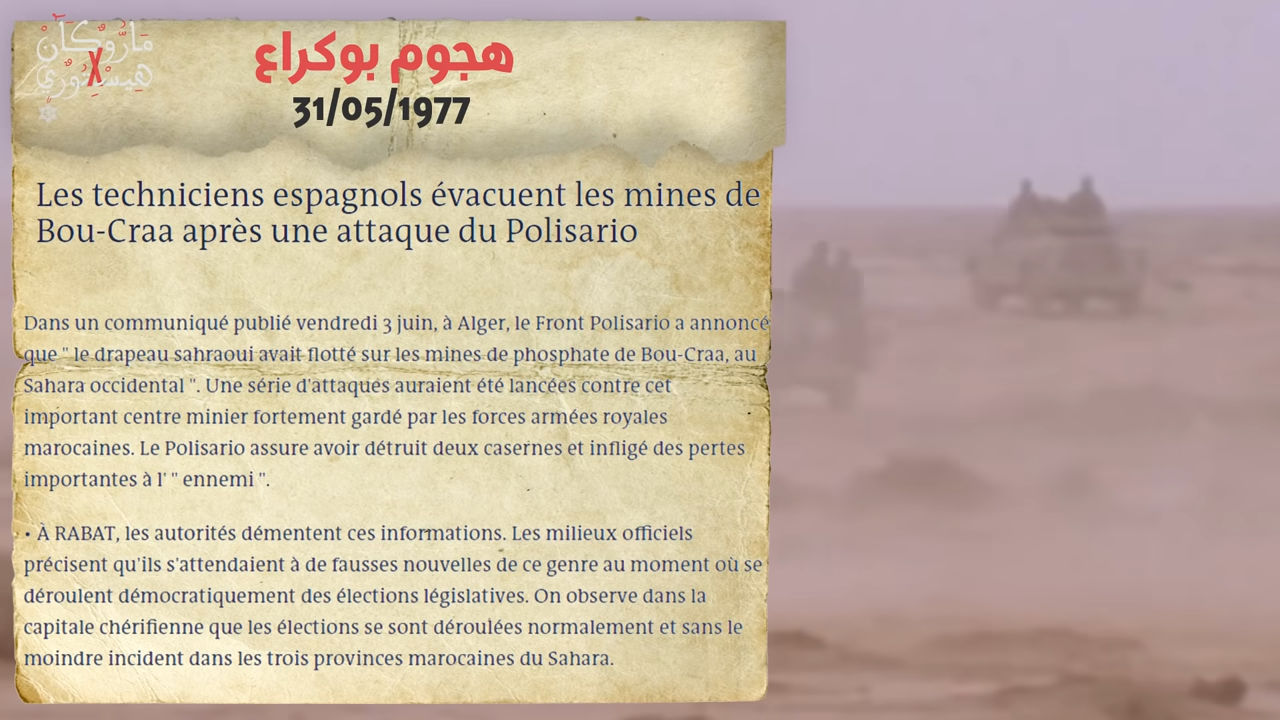 ماروكان
هيستوري
X
هجوم بوكراع
31/05/1977
Les techniciens espagnols évacuent les mines de
Bou-Craa après une attaque du Polisario
Dans un communiqué publié vendredi 3 juin, à Alger, le Front Polisario a annoncé
que " le drapeau sahraoui avait flotté sur les mines de phosphate de Bou-Craa, au
Sahara occidental ". Une série d'attaques auraient été lancées contre cet
important centre minier fortement gardé par les forces armées royales
marocaines. Le Polisario assure avoir détruit deux casernes et infligé des pertes
importantes à l' " ennemi ".
• À RABAT, les autorités démentent ces informations. Les milieux officiels
précisent qu'ils s'attendaient à de fausses nouvelles de ce genre au moment où se
déroulent démocratiquement des élections législatives. On observe dans la
capitale chérifienne que les élections se sont déroulées normalement et sans le
moindre incident dans les trois provinces marocaines du Sahara.